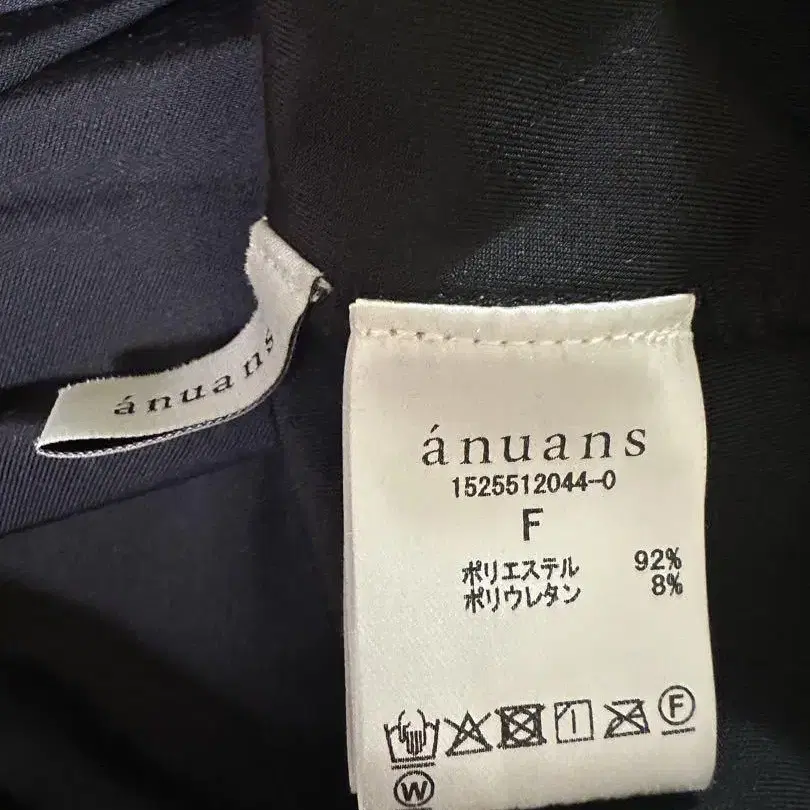 ánuans
ánuans
1525512044-0
F
ポリエステル 92%
ポリウレタン 8%
F
W